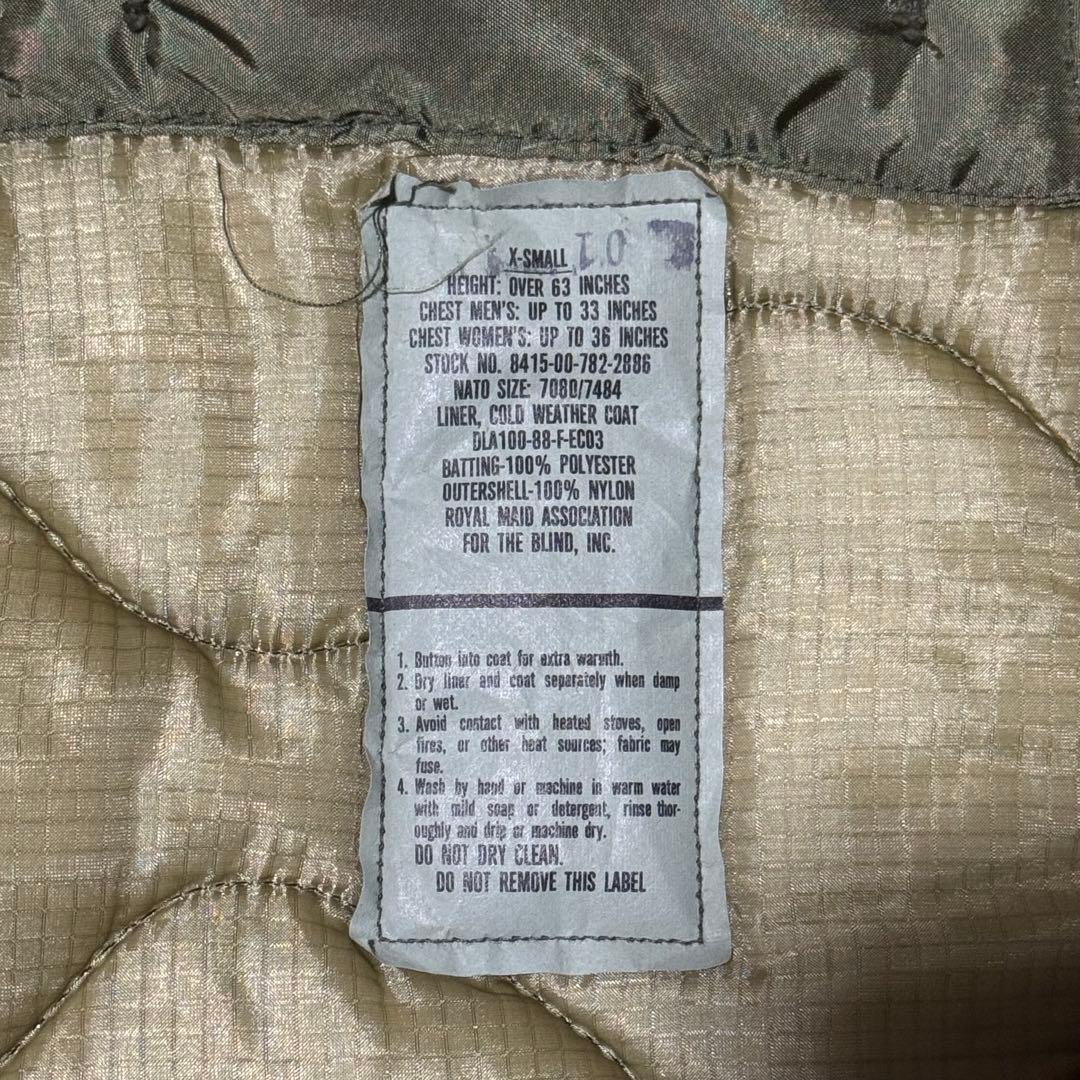 01
X-SMALL
HEIGHT: OVER 63 INCHES
CHEST MEN'S: UP TO 33 INCHES
CHEST WOMEN'S: UP TO 36 INCHES
STOCK NO. 8415-00-782-2886
NATO SIZE: 7080/7484
LINER, COLD WEATHER COAT
DLA100-88-F-EC03
BATTING-100% POLYESTER
OUTERSHELL-100% NYLON
ROYAL MAID ASSOCIATION
FOR THE BLIND, INC.
1. Button into coat for extra warmth.
2. Dry liner and coat separately when damp
or wet.
3. Avoid contact with heated stoves, open
fires, or other heat sources; fabric may
fuse.
4. Wash by hand or machine in warm water
with mild soap or detergent, rinse thor-
oughly and drip or machine dry.
DO NOT DRY CLEAN.
DO NOT REMOVE THIS LABEL